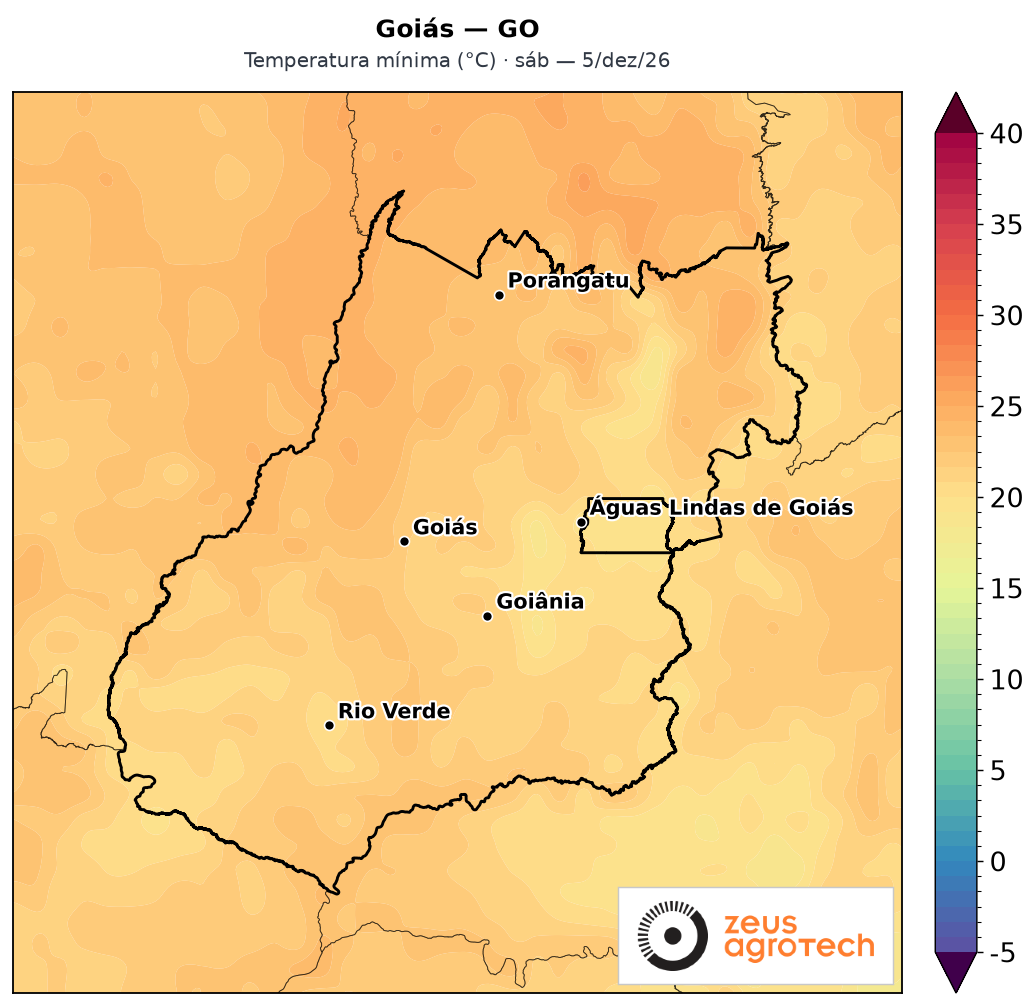 Goiás — GO
Temperatura mínima (°C) · sáb — 5/dez/26
40
35
30
25
20
15
10
5
0
-5
Porangatu
Águas Lindas de Goiás
Goiás
Goiânia
Rio Verde
zeus
agrotech